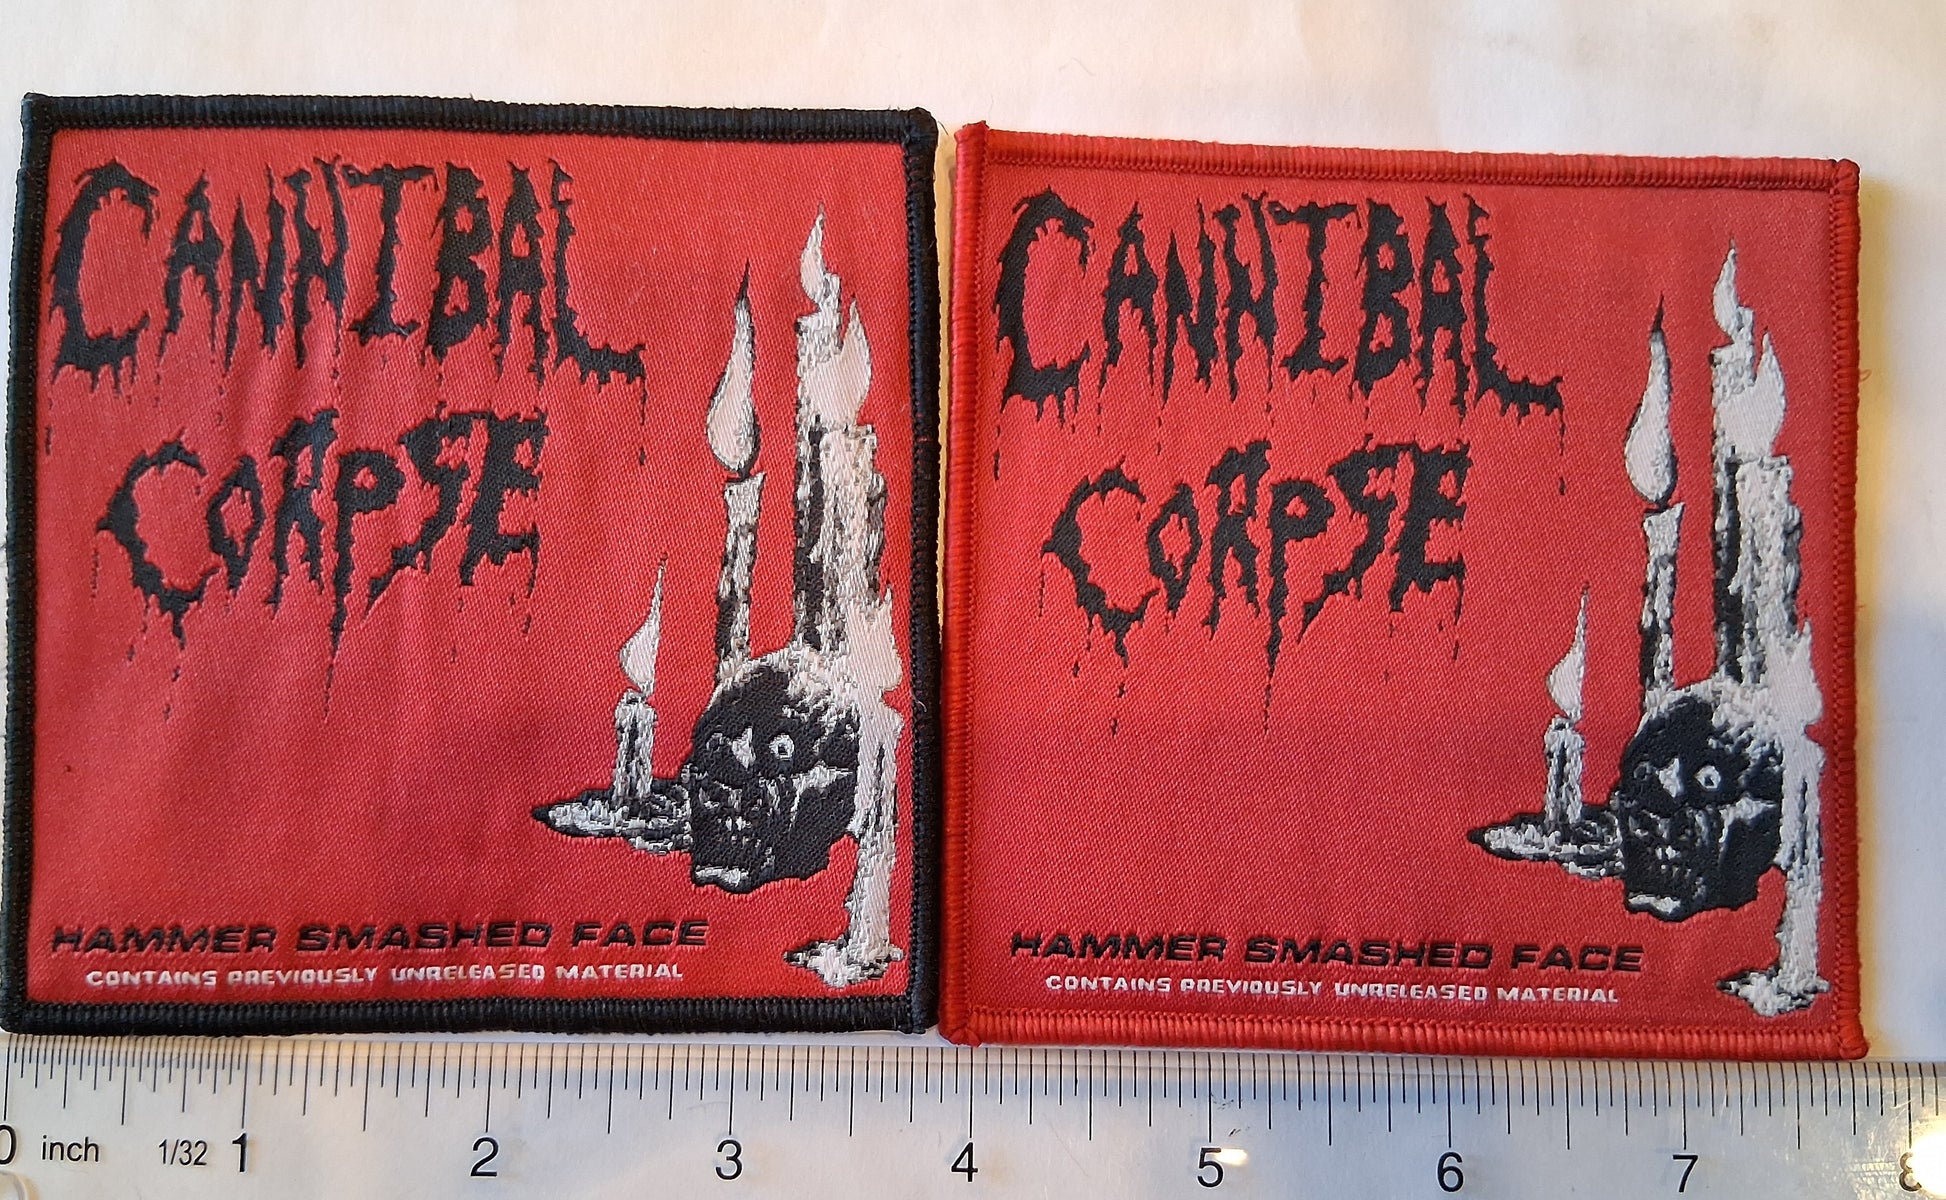 CANNIBAL
CORPSE
HAMMER SMASHED FACE
CONTAINS PREVIOUSLY UNRELEASED MATERIAL
CANNIBAL
CORPSE
HAMMER SMASHED FACE
CONTAINS PREVIOUSLY UNRELEASED MATERIAL
0 inch 1/32 1 2 3 4 5 6 7 8